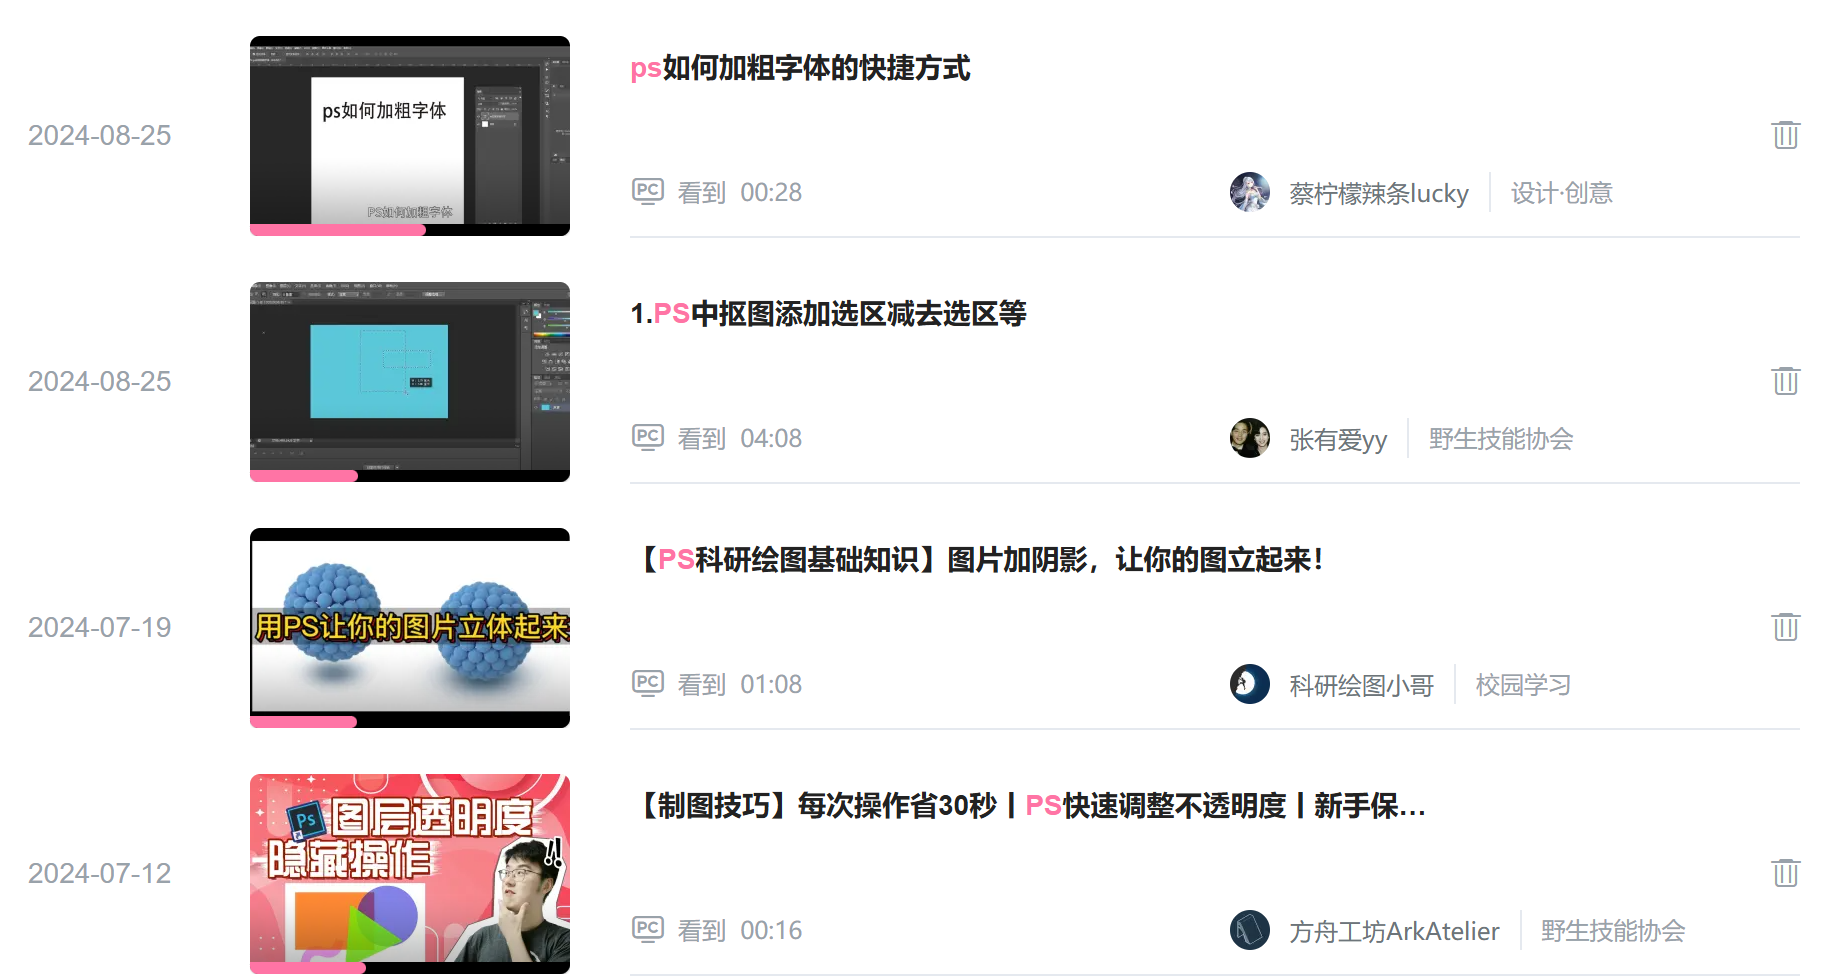 2024-08-25
ps如何加粗字体
PS如何加粗字体
ps如何加粗字体的快捷方式
PC 看到 00:28
蔡柠檬辣条lucky 设计·创意
2024-08-25
1.PS中抠图添加选区减去选区等
PC 看到 04:08
张有爱yy 野生技能协会
2024-07-19
用PS让你的图片立体起来
【PS科研绘图基础知识】图片加阴影，让你的图立起来！
PC 看到 01:08
科研绘图小哥 校园学习
2024-07-12
Ps 图层透明度
隐藏操作
!!
【制图技巧】每次操作省30秒丨PS快速调整不透明度丨新手保...
PC 看到 00:16
方舟工坊ArkAtelier 野生技能协会